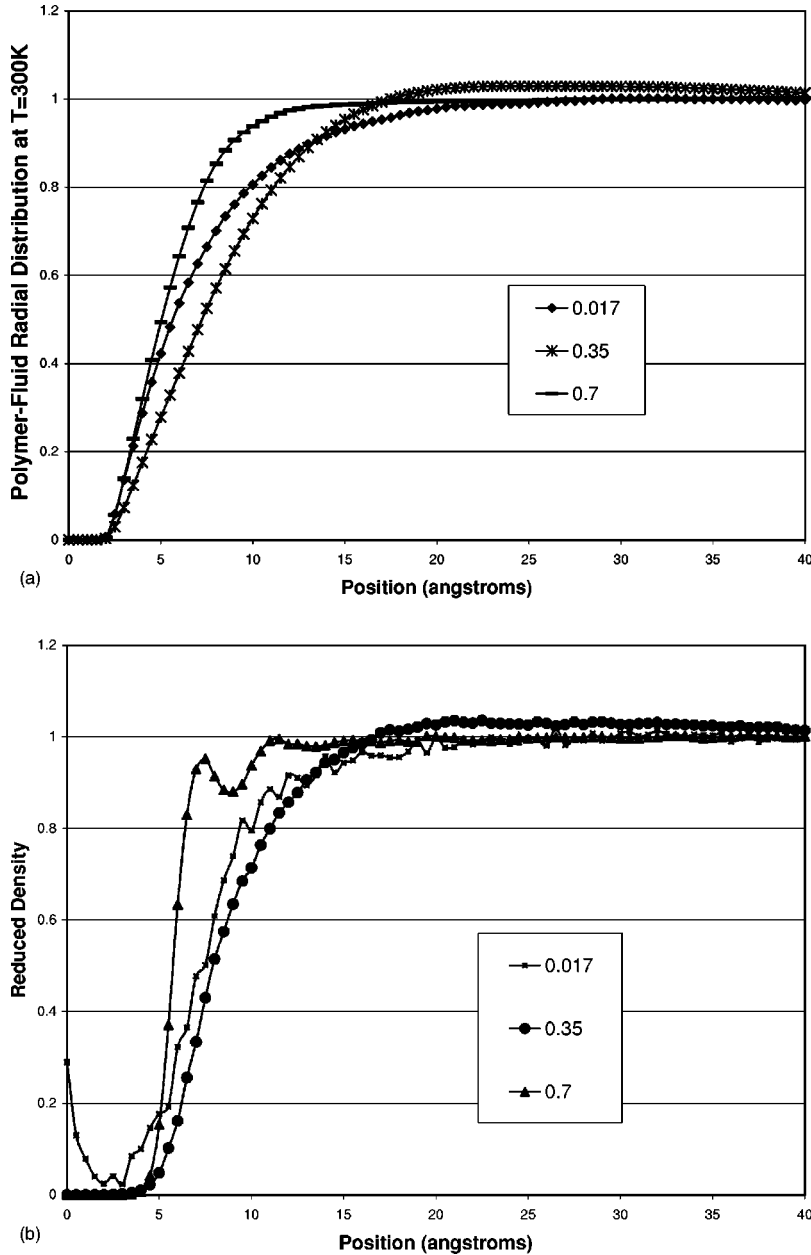 Polymer-Fluid Radial Distribution at T=300K
1.2
1
0.8
0.6
0.4
0.2
0
0.017
0.35
0.7
0 5 10 15 20 25 30 35 40
(a)
Position (angstroms)
Reduced Density
1.2
1
0.8
0.6
0.4
0.2
0
0.017
0.35
0.7
0 5 10 15 20 25 30 35 40
(b)
Position (angstroms)